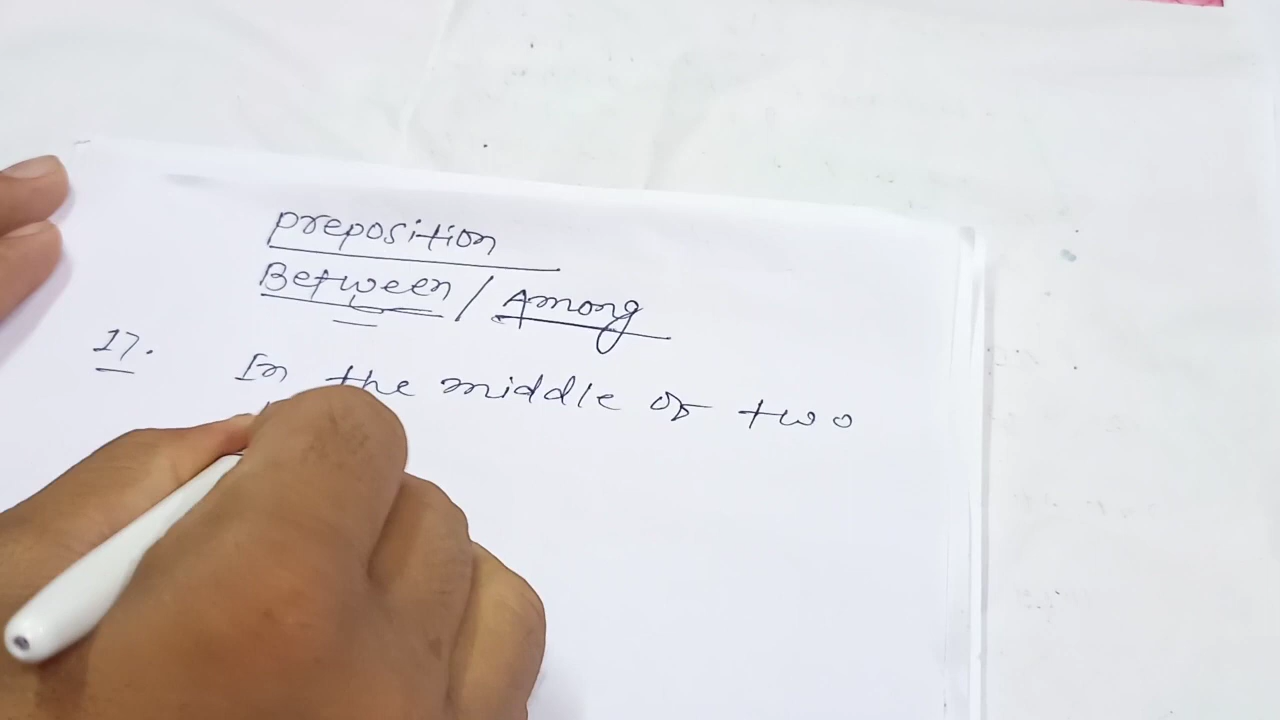 Preposition
Between / Among
17. In the middle of two